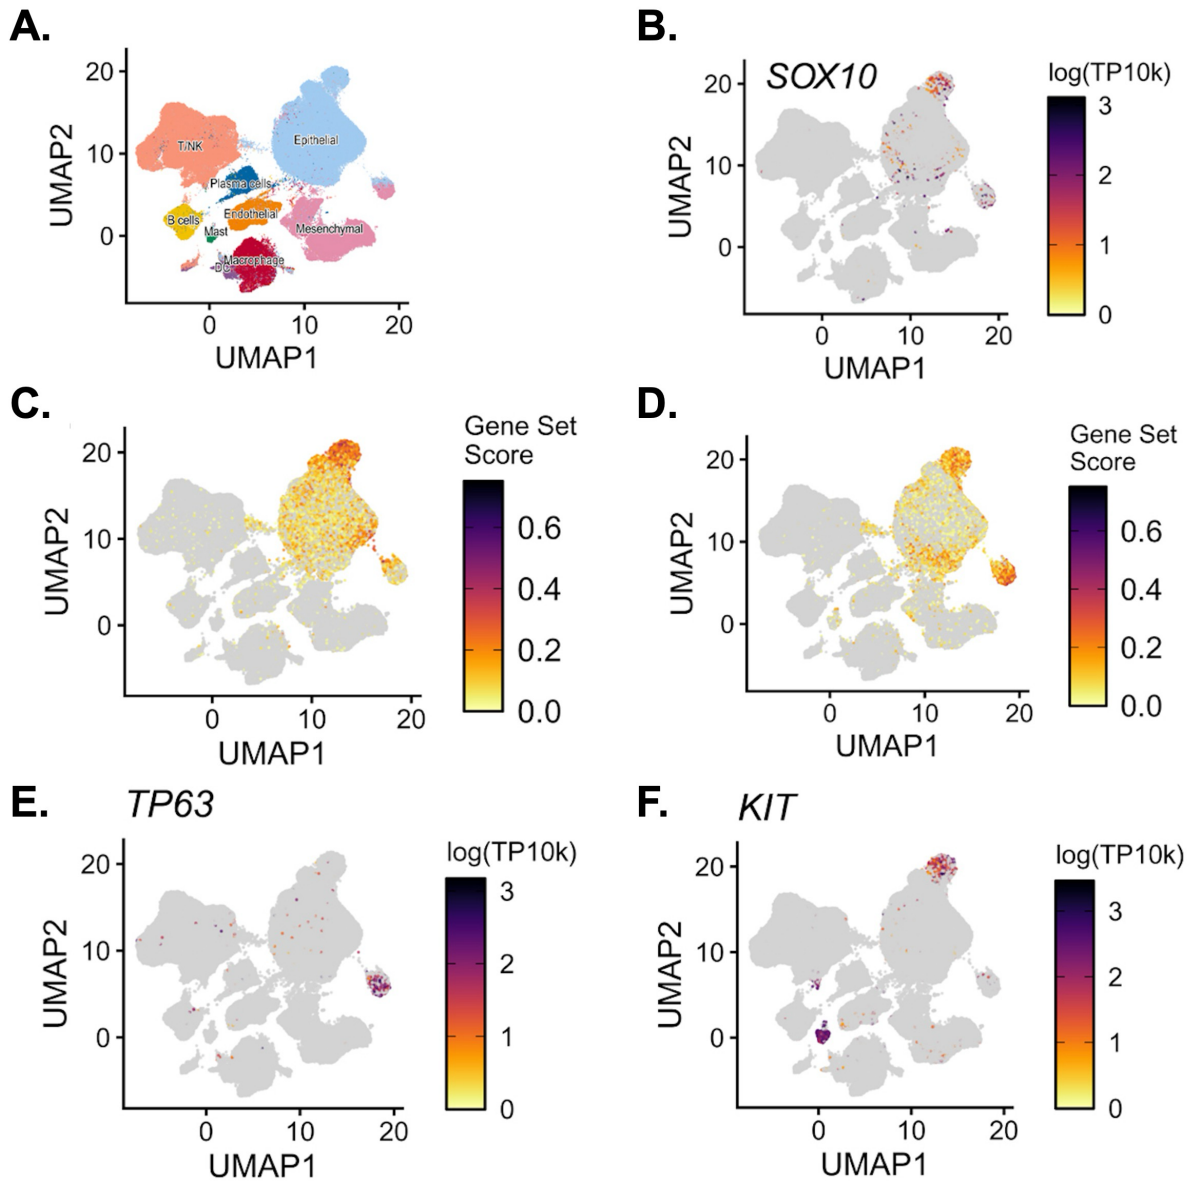 A.
UMAP2
20
10
0
T/NK
Epithelial
Plasma cells
B cells
Endothelial
Mast
Mesenchymal
Macrophage
DC
0
10
20
UMAP1
B.
SOX10
UMAP2
20
10
0
0
10
20
UMAP1
log(TP10k)
3
2
1
0
C.
UMAP2
20
10
0
0
10
20
UMAP1
Gene Set
Score
0.6
0.4
0.2
0.0
D.
UMAP2
20
10
0
0
10
20
UMAP1
Gene Set
Score
0.6
0.4
0.2
0.0
E.
TP63
UMAP2
20
10
0
0
10
20
UMAP1
log(TP10k)
3
2
1
0
F.
KIT
UMAP2
20
10
0
0
10
20
UMAP1
log(TP10k)
3
2
1
0